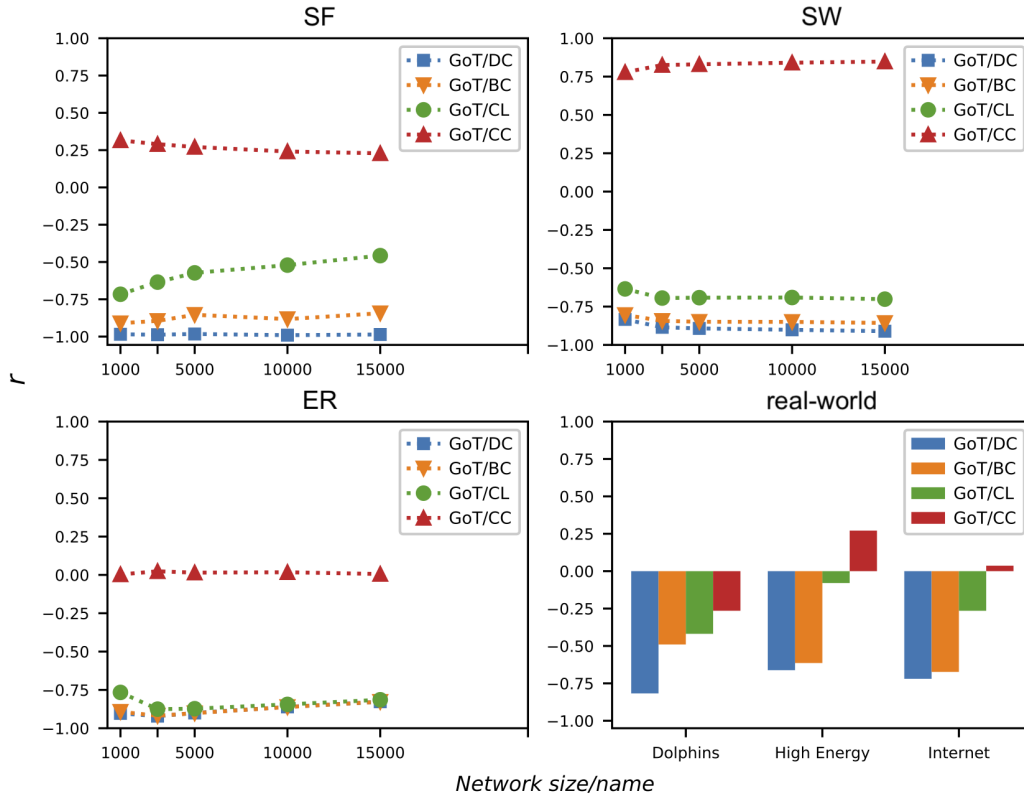 SF
1.00
0.75
0.50
0.25
0.00
−0.25
−0.50
−0.75
−1.00
1000
5000
10000
15000
GoT/DC
GoT/BC
GoT/CL
GoT/CC
SW
1.00
0.75
0.50
0.25
0.00
−0.25
−0.50
−0.75
−1.00
1000
5000
10000
15000
GoT/DC
GoT/BC
GoT/CL
GoT/CC
r
ER
1.00
0.75
0.50
0.25
0.00
−0.25
−0.50
−0.75
−1.00
1000
5000
10000
15000
GoT/DC
GoT/BC
GoT/CL
GoT/CC
real-world
1.00
0.75
0.50
0.25
0.00
−0.25
−0.50
−0.75
−1.00
Dolphins
High Energy
Internet
GoT/DC
GoT/BC
GoT/CL
GoT/CC
Network size/name